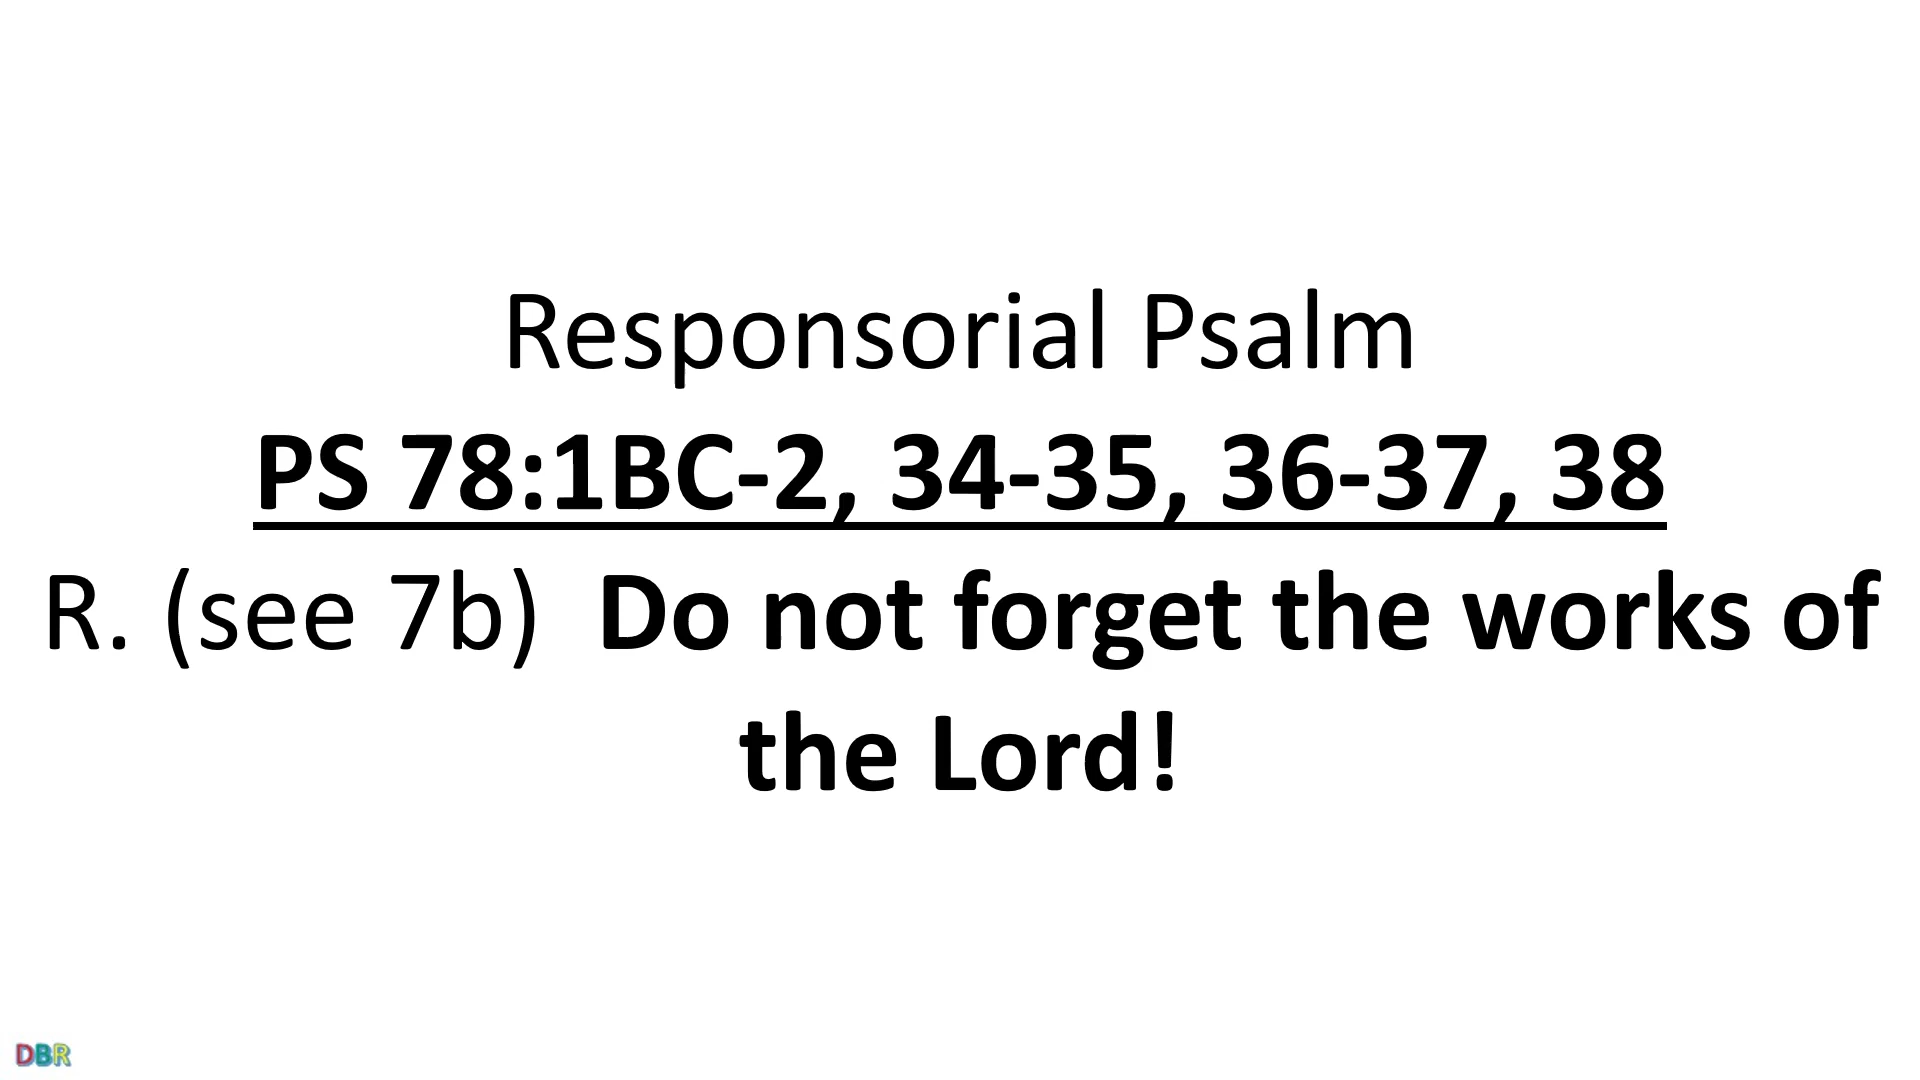 Responsorial Psalm
PS 78:1BC-2, 34-35, 36-37, 38
R. (see 7b)  Do not forget the works of
the Lord!
DBR